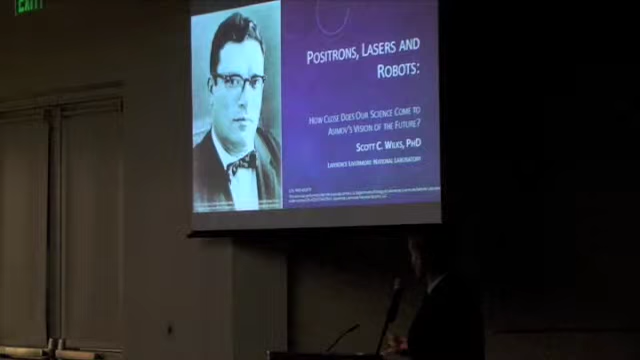 EXIT
POSITRONS, LASERS AND
ROBOTS:
HOW CLOSE DOES OUR SCIENCE COME TO
ASIMOV'S VISION OF THE FUTURE?
SCOTT C. WILKS, PHD
LAWRENCE LIVERMORE NATIONAL LABORATORY